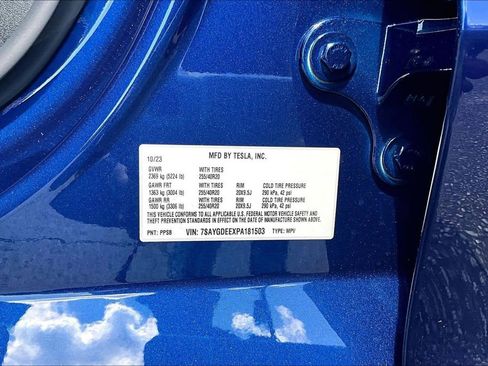 10/23 MFD BY TESLA, INC.
GVWR WITH TIRES
2369 kg (5224 lb) 255/40R20
GAWR FRT WITH TIRES RIM COLD TIRE PRESSURE
1363 kg (3004 lb) 255/40R20 20X9.5J 290 kPa, 42 psi
GAWR RR WITH TIRES RIM COLD TIRE PRESSURE
1500 kg (3306 lb) 255/40R20 20X9.5J 290 kPa, 42 psi
THIS VEHICLE CONFORMS TO ALL APPLICABLE U.S. FEDERAL MOTOR VEHICLE SAFETY AND
THEFT PREVENTION STANDARDS IN EFFECT ON THE DATE OF MANUFACTURE SHOWN ABOVE.
PNT: PPSB VIN: 7SAYGDEEXPA181503 TYPE: MPV